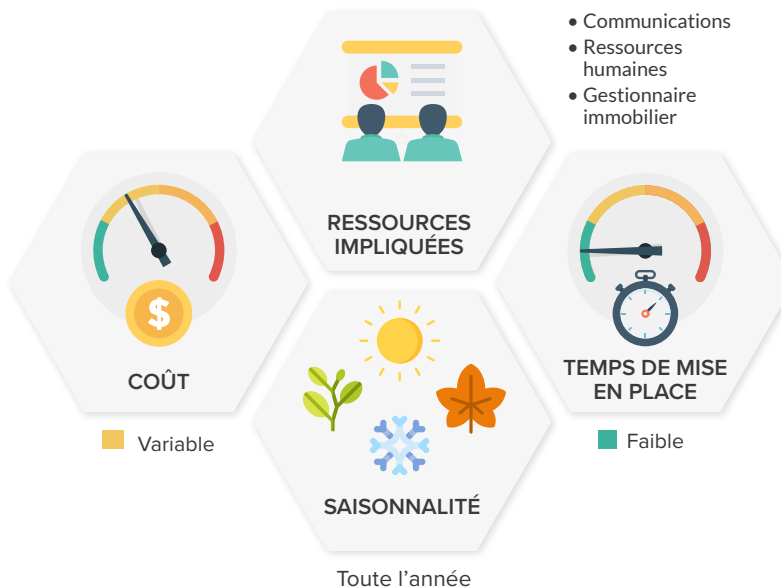 • Communications
• Ressources
humaines
• Gestionnaire
immobilier
RESSOURCES
IMPLIQUÉES
$
COÛT
Variable
TEMPS DE MISE
EN PLACE
Faible
SAISONNALITÉ
Toute l’année